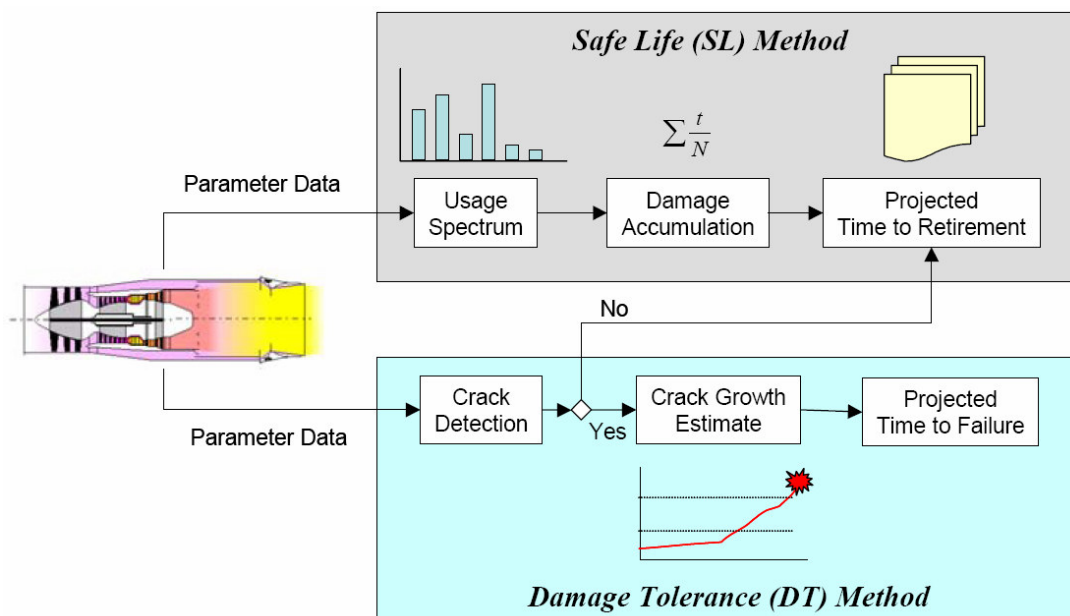 Safe Life (SL) Method
∑ t/N
Parameter Data
Usage
Spectrum
Damage
Accumulation
Projected
Time to Retirement
No
Crack
Detection
Yes
Crack Growth
Estimate
Projected
Time to Failure
Parameter Data
Damage Tolerance (DT) Method